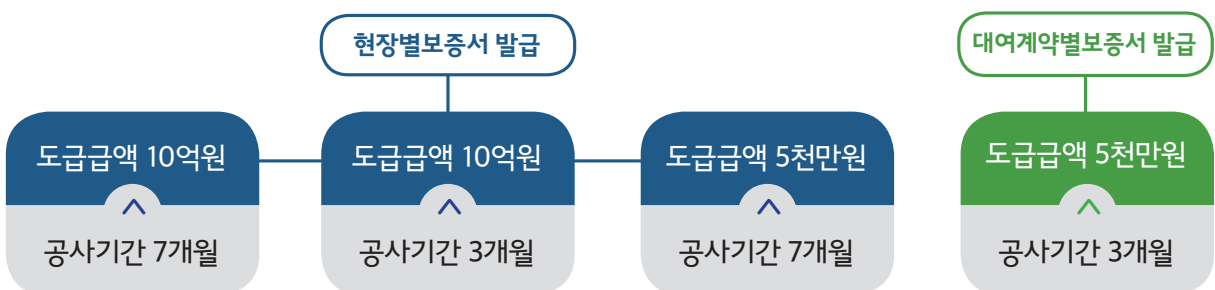 현장별보증서 발급
대여계약별보증서 발급
도급급액 10억원
도급급액 10억원
도급급액 5천만원
도급급액 5천만원
공사기간 7개월
공사기간 3개월
공사기간 7개월
공사기간 3개월